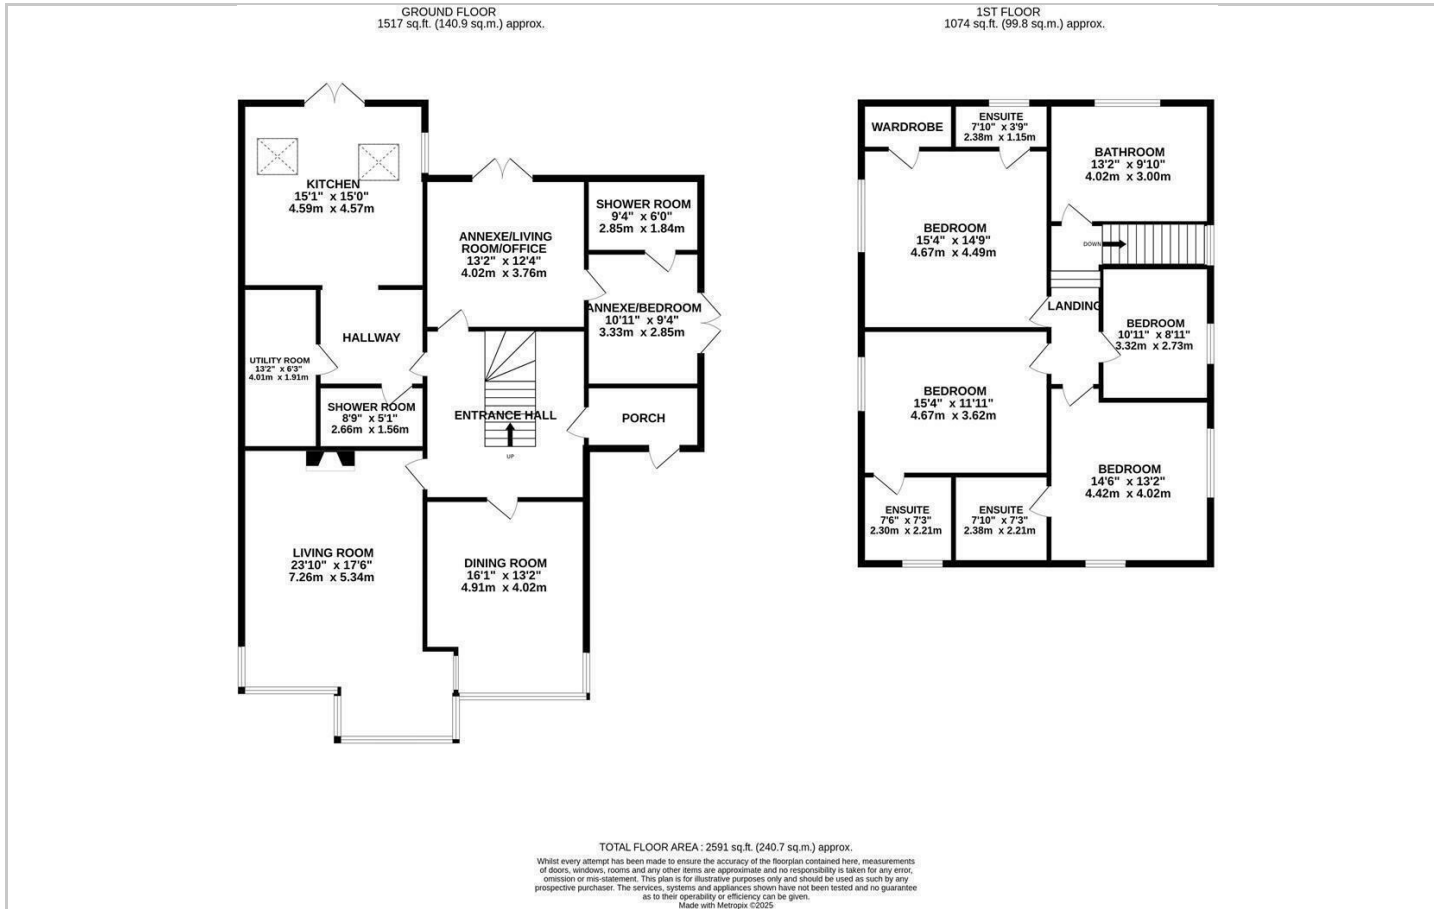 GROUND FLOOR
1517 sq.ft. (140.9 sq.m.) approx.
KITCHEN
15'1" x 15'0"
4.59m x 4.57m
ANNEXE/LIVING
ROOM/OFFICE
13'2" x 12'4"
4.02m x 3.76m
SHOWER ROOM
9'4" x 6'0"
2.85m x 1.84m
ANNEXE/BEDROOM
10'11" x 9'4"
3.33m x 2.85m
HALLWAY
UTILITY ROOM
13'2" x 6'3"
4.01m x 1.91m
SHOWER ROOM
8'9" x 5'1"
2.66m x 1.56m
ENTRANCE HALL
UP
PORCH
LIVING ROOM
23'10" x 17'6"
7.26m x 5.34m
DINING ROOM
16'1" x 13'2"
4.91m x 4.02m
1ST FLOOR
1074 sq.ft. (99.8 sq.m.) approx.
WARDROBE
ENSUITE
7'10" x 3'9"
2.38m x 1.15m
BATHROOM
13'2" x 9'10"
4.02m x 3.00m
BEDROOM
15'4" x 14'9"
4.67m x 4.49m
DOWN
LANDING
BEDROOM
10'11" x 8'11"
3.32m x 2.73m
BEDROOM
15'4" x 11'11"
4.67m x 3.62m
BEDROOM
14'6" x 13'2"
4.42m x 4.02m
ENSUITE
7'6" x 7'3"
2.30m x 2.21m
ENSUITE
7'10" x 7'3"
2.38m x 2.21m
TOTAL FLOOR AREA : 2591 sq.ft. (240.7 sq.m.) approx.
Whilst every attempt has been made to ensure the accuracy of the floorplan contained here, measurements
of doors, windows, rooms and any other items are approximate and no responsibility is taken for any error,
omission or mis-statement. This plan is for illustrative purposes only and should be used as such by any
prospective purchaser. The services, systems and appliances shown have not been tested and no guarantee
as to their operability or efficiency can be given.
Made with Metropix ©2025